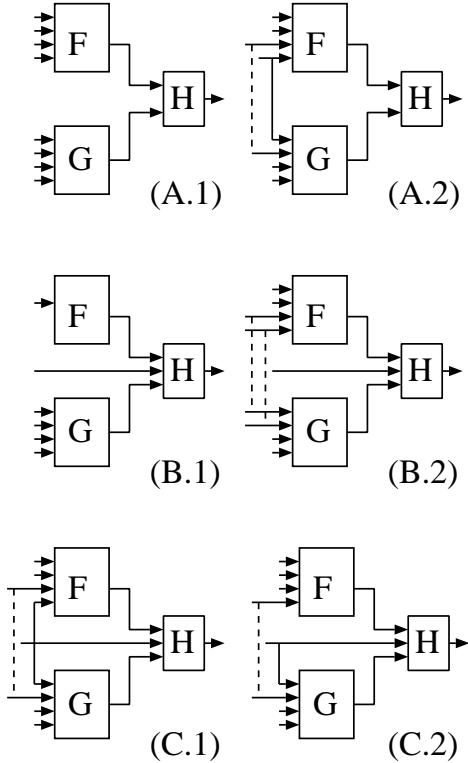 F F
H H
G G
(A.1) (A.2)
F F
H H
G G
(B.1) (B.2)
F F
H H
G G
(C.1) (C.2)